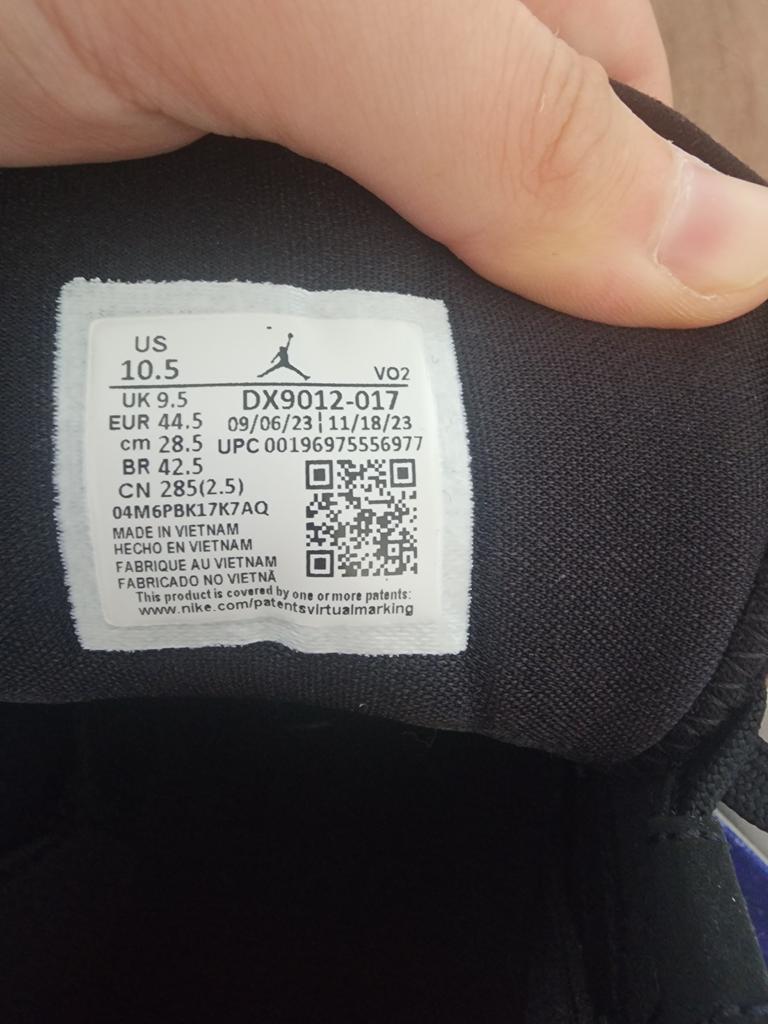 US
10.5
VO2
UK 9.5
DX9012-017
EUR 44.5
09/06/23 | 11/18/23
cm 28.5
UPC 00196975556977
BR 42.5
CN 285(2.5)
04M6PBK17K7AQ
MADE IN VIETNAM
HECHO EN VIETNAM
FABRIQUE AU VIETNAM
FABRICADO NO VIETNÃ
This product is covered by one or more patents:
www.nike.com/patentsvirtualmarking